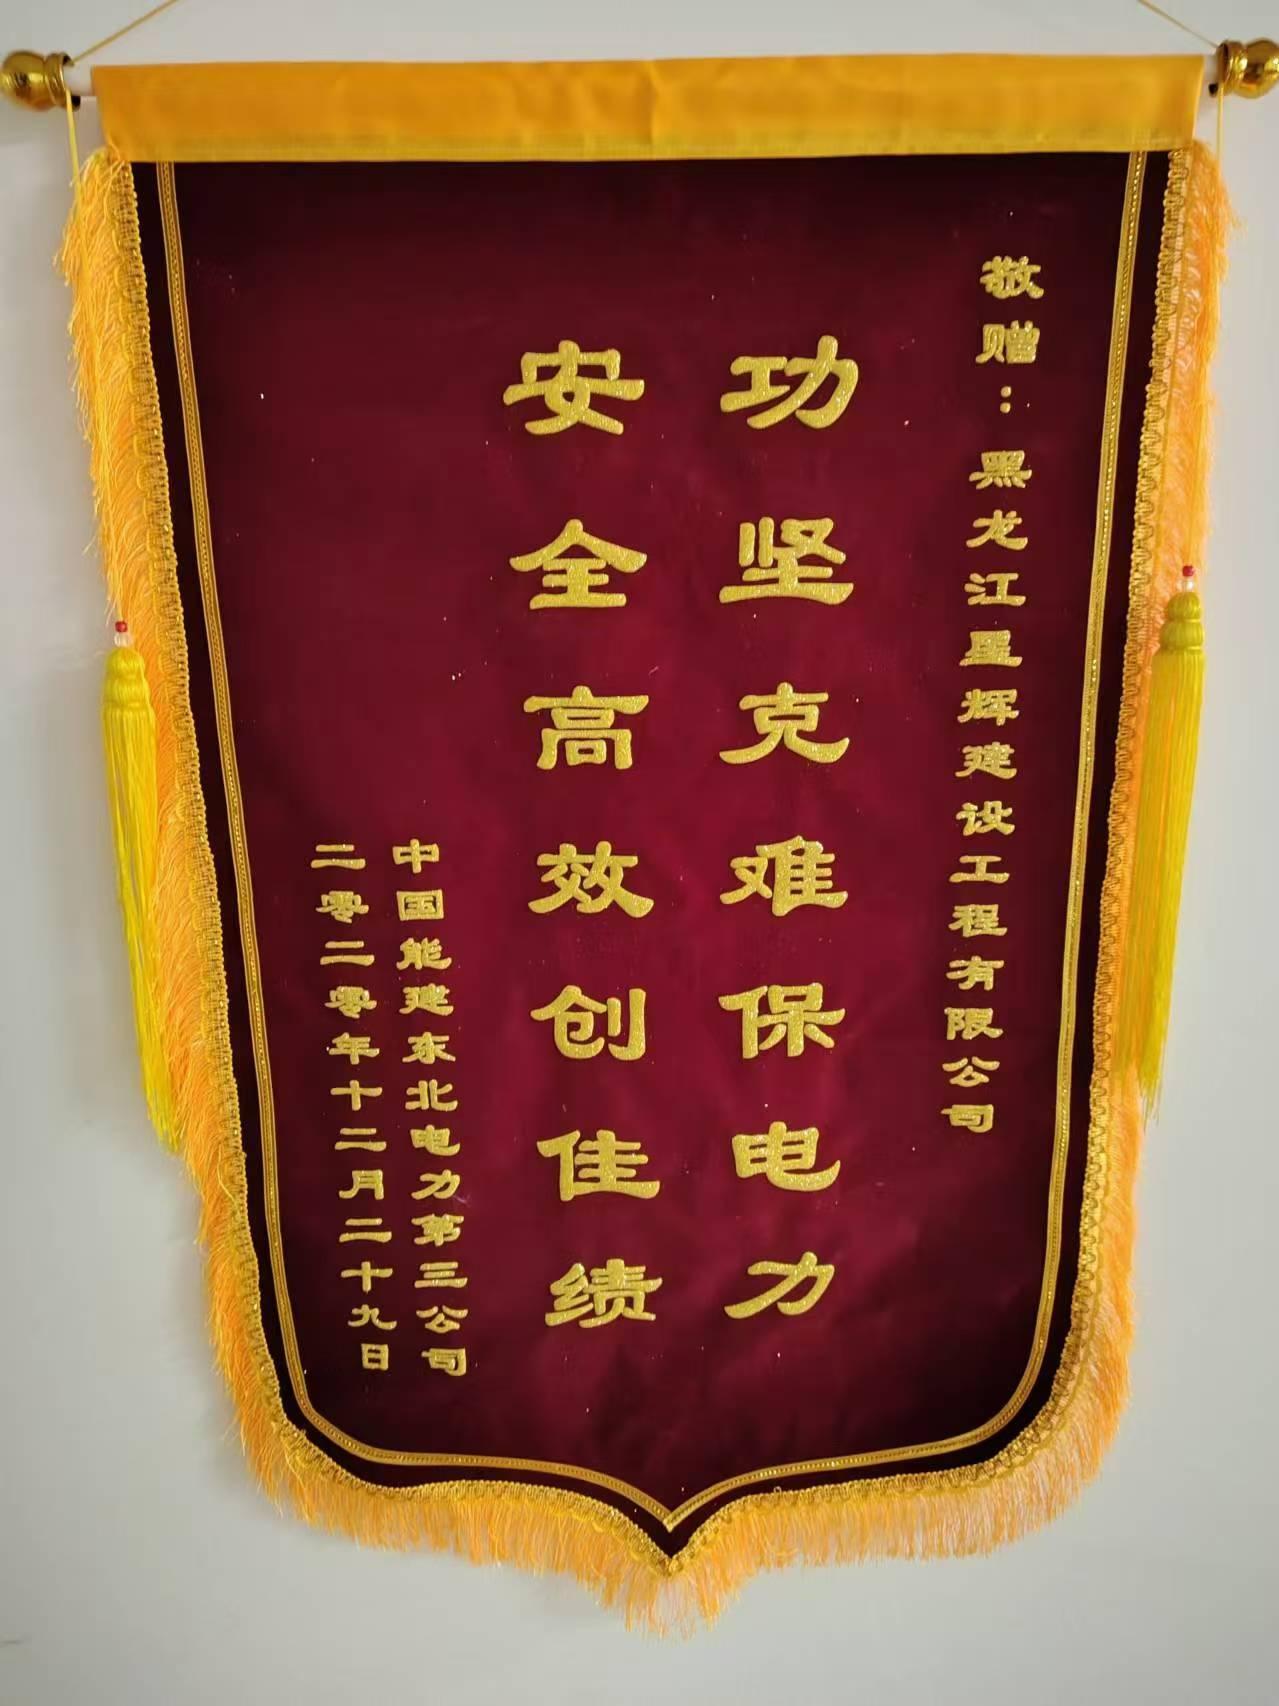 敬赠：黑龙江星辉建设工程有限公司
功坚克难保电力
安全高效创佳绩
中国能建东北电力第三公司
二零二零年十二月二十九日